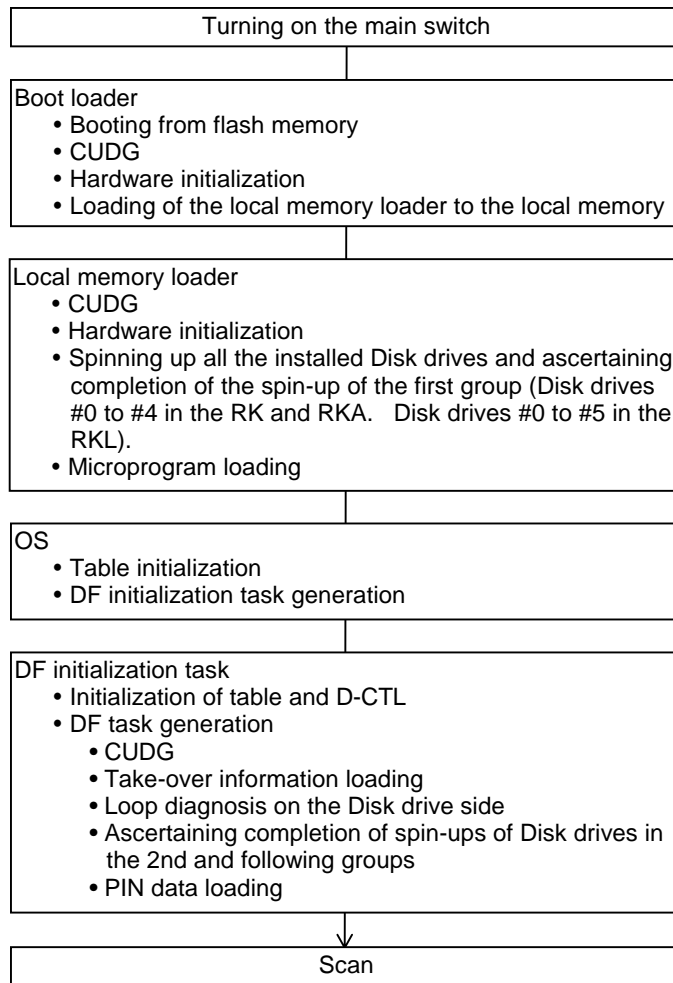 Turning on the main switch
Boot loader
• Booting from flash memory
• CUDG
• Hardware initialization
• Loading of the local memory loader to the local memory
Local memory loader
• CUDG
• Hardware initialization
• Spinning up all the installed Disk drives and ascertaining
completion of the spin-up of the first group (Disk drives
#0 to #4 in the RK and RKA.   Disk drives #0 to #5 in the
RKL).
• Microprogram loading
OS
• Table initialization
• DF initialization task generation
DF initialization task
• Initialization of table and D-CTL
• DF task generation
• CUDG
• Take-over information loading
• Loop diagnosis on the Disk drive side
• Ascertaining completion of spin-ups of Disk drives in
the 2nd and following groups
• PIN data loading
Scan